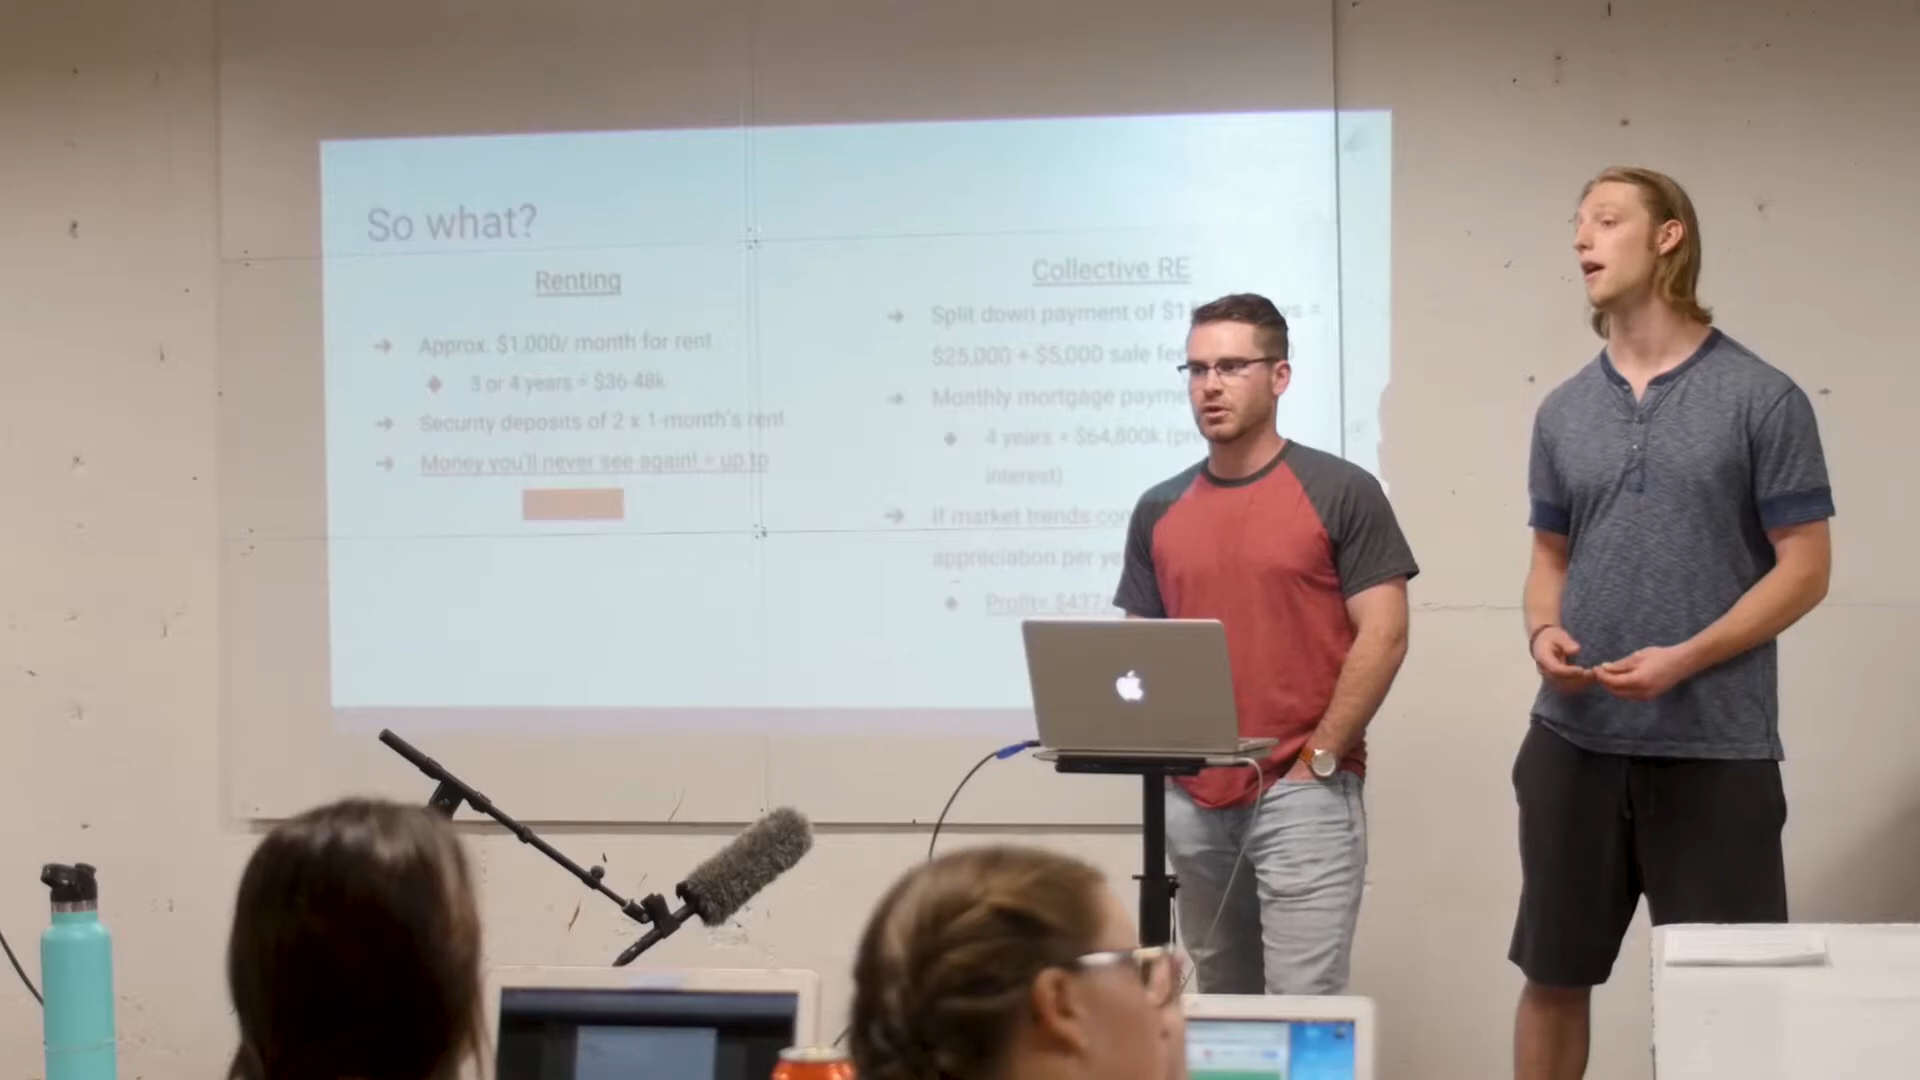 So what?
Renting
➔ Approx. $1,000/ month for rent
◆ 3 or 4 years = $36-48k
➔ Security deposits of 2 x 1-month's rent
➔ Money you'll never see again! = up to
Collective RE
➔ Split down payment of
$25,000 + $5,000 sale
➔ Monthly mortgage
◆ 4 years = $64,800k
interest)
➔ If market trends
appreciation per
◆ Profit=